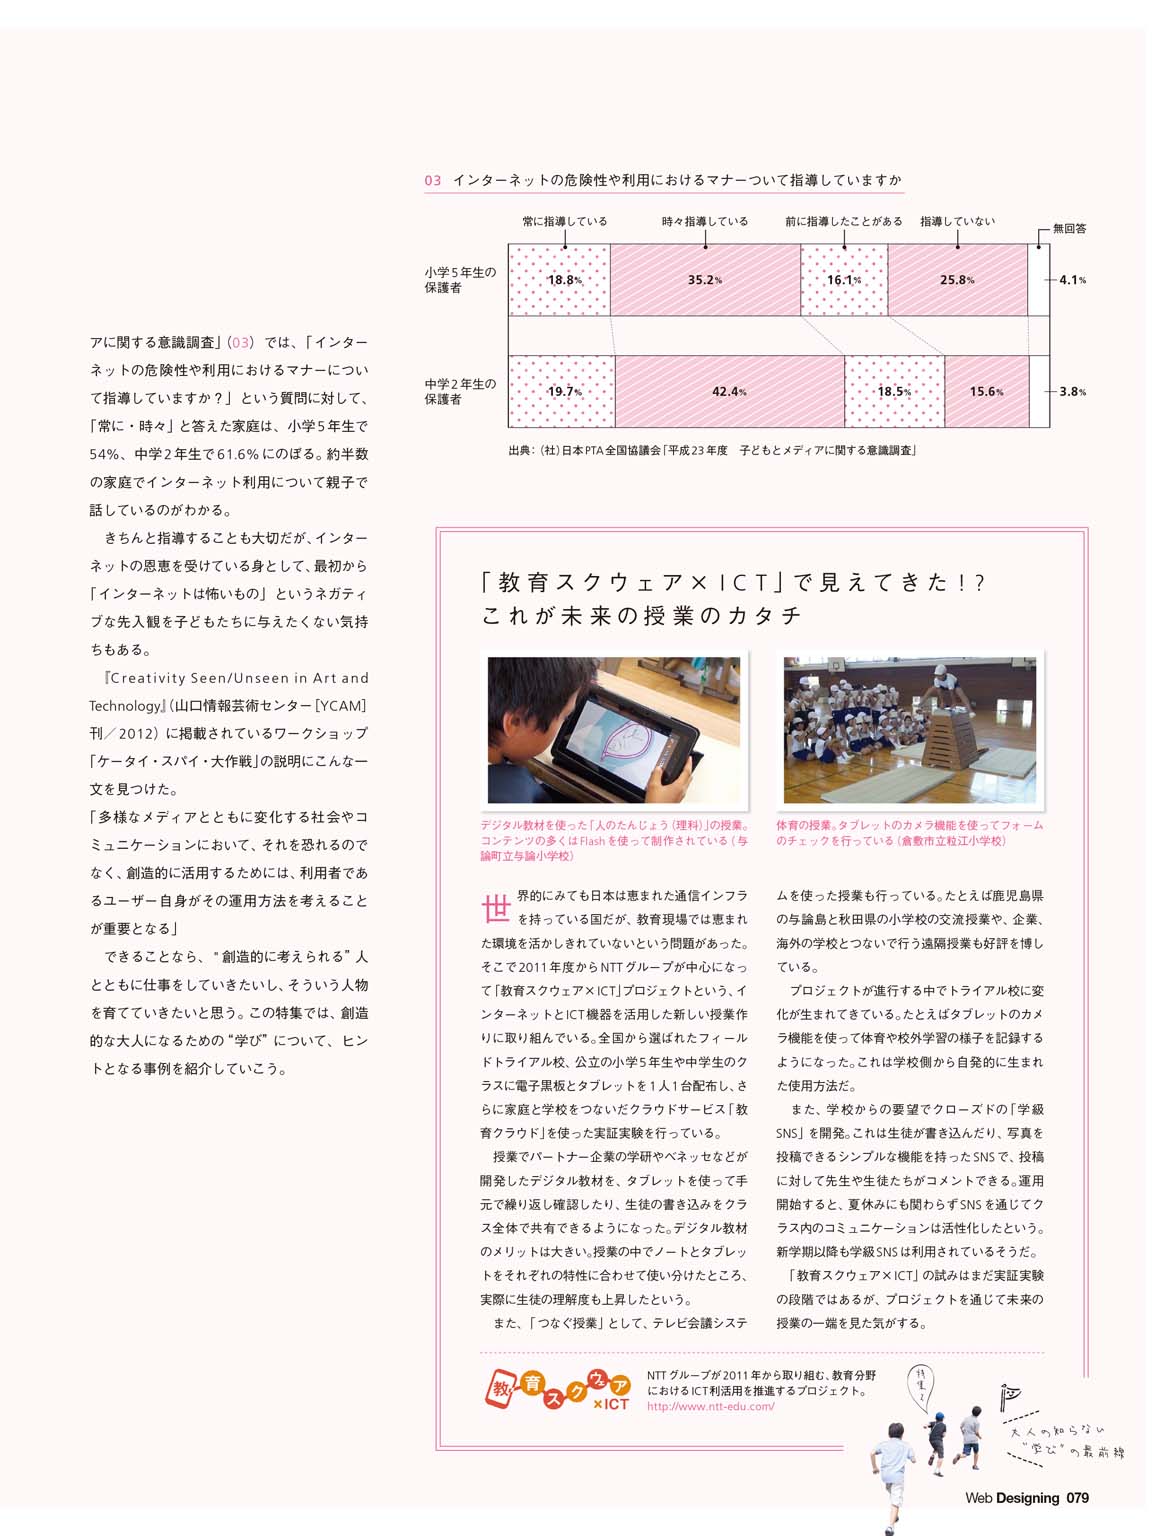 03 インターネットの危険性や利用におけるマナーついて指導していますか
常に指導している 時々指導している 前に指導したことがある 指導していない 無回答
小学5年生の
保護者
18.8% 35.2% 16.1% 25.8% 4.1%
中学2年生の
保護者
19.7% 42.4% 18.5% 15.6% 3.8%
出典：（社）日本PTA全国協議会「平成23年度　子どもとメディアに関する意識調査」
アに関する意識調査」（03）では、「インター
ネットの危険性や利用におけるマナーについ
て指導していますか？」という質問に対して、
「常に・時々」と答えた家庭は、小学5年生で
54%、中学2年生で61.6%にのぼる。約半数
の家庭でインターネット利用について親子で
話しているのがわかる。
　きちんと指導することも大切だが、インター
ネットの恩恵を受けている身として、最初から
「インターネットは怖いもの」というネガティ
ブな先入観を子どもたちに与えたくない気持
ちもある。
　『Creativity Seen/Unseen in Art and
Technology』（山口情報芸術センター［YCAM］
刊／2012）に掲載されているワークショップ
「ケータイ・スパイ・大作戦」の説明にこんな一
文を見つけた。
「多様なメディアとともに変化する社会やコ
ミュニケーションにおいて、それを恐れるので
なく、創造的に活用するためには、利用者であ
るユーザー自身がその運用方法を考えること
が重要となる」
　できることなら、"創造的に考えられる”人
とともに仕事をしていきたいし、そういう人物
を育てていきたいと思う。この特集では、創造
的な大人になるための“学び”について、ヒン
トとなる事例を紹介していこう。
「教育スクウェア×ICT」で見えてきた!?
これが未来の授業のカタチ
デジタル教材を使った「人のたんじょう（理科）」の授業。
コンテンツの多くはFlashを使って制作されている（与
論町立与論小学校）
体育の授業。タブレットのカメラ機能を使ってフォーム
のチェックを行っている（倉敷市立粒江小学校）
世界的にみても日本は恵まれた通信インフラ
を持っている国だが、教育現場では恵まれ
た環境を活かしきれていないという問題があった。
そこで2011年度からNTTグループが中心になっ
て「教育スクウェア×ICT」プロジェクトという、イ
ンターネットとICT機器を活用した新しい授業作
りに取り組んでいる。全国から選ばれたフィール
ドトライアル校、公立の小学5年生や中学生のク
ラスに電子黒板とタブレットを1人1台配布し、さ
らに家庭と学校をつないだクラウドサービス「教
育クラウド」を使った実証実験を行っている。
　授業でパートナー企業の学研やベネッセなどが
開発したデジタル教材を、タブレットを使って手
元で繰り返し確認したり、生徒の書き込みをクラ
ス全体で共有できるようになった。デジタル教材
のメリットは大きい。授業の中でノートとタブレッ
トをそれぞれの特性に合わせて使い分けたところ、
実際に生徒の理解度も上昇したという。
　また、「つなぐ授業」として、テレビ会議システ
ムを使った授業も行っている。たとえば鹿児島県
の与論島と秋田県の小学校の交流授業や、企業、
海外の学校とつないで行う遠隔授業も好評を博し
ている。
　プロジェクトが進行する中でトライアル校に変
化が生まれてきている。たとえばタブレットのカメ
ラ機能を使って体育や校外学習の様子を記録する
ようになった。これは学校側から自発的に生まれ
た使用方法だ。
　また、学校からの要望でクローズドの「学級
SNS」を開発。これは生徒が書き込んだり、写真を
投稿できるシンプルな機能を持ったSNSで、投稿
に対して先生や生徒たちがコメントできる。運用
開始すると、夏休みにも関わらずSNSを通じてク
ラス内のコミュニケーションは活性化したという。
新学期以降も学級SNSは利用されているそうだ。
　「教育スクウェア×ICT」の試みはまだ実証実験
の段階ではあるが、プロジェクトを通じて未来の
授業の一端を見た気がする。
教育スクウェア
×ICT
NTTグループが2011年から取り組む、教育分野
におけるICT利活用を推進するプロジェクト。
http://www.ntt-edu.com/
特集2
大人の知らない
“学び”の最前線
Web Designing 079